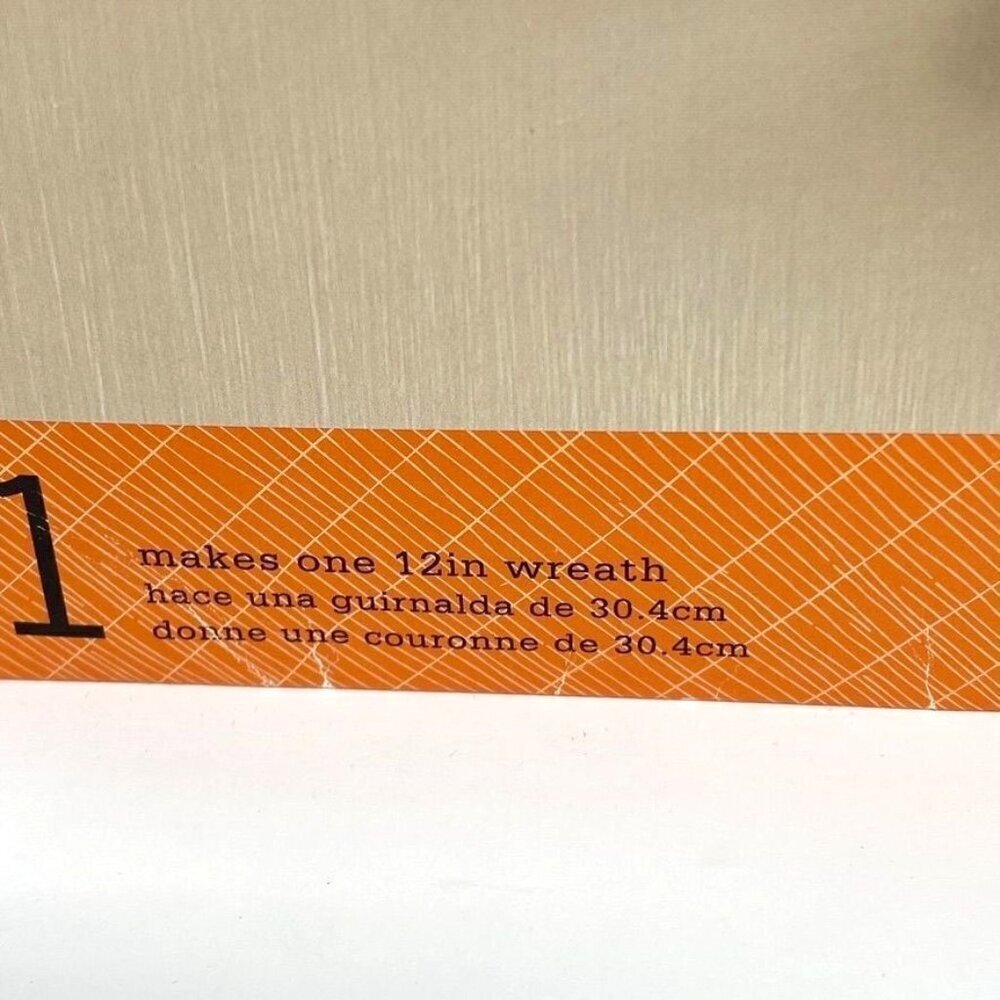 1
makes one 12in wreath
hace una guirnalda de 30.4cm
donne une couronne de 30.4cm